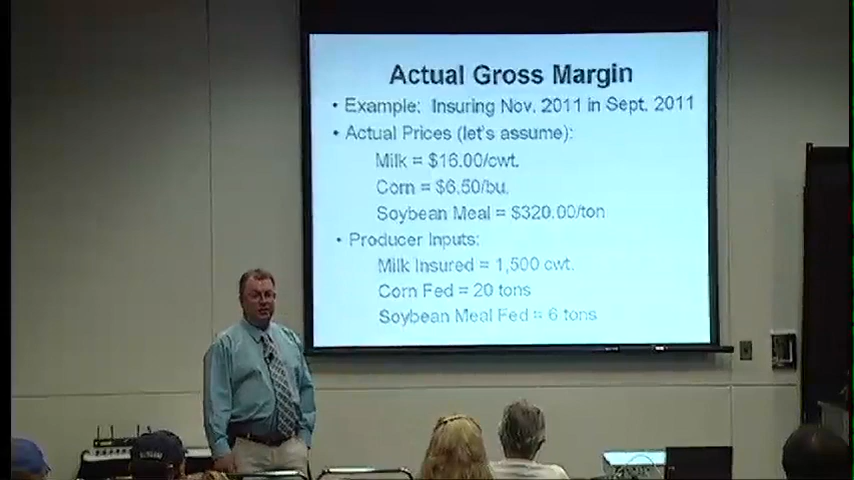 Actual Gross Margin
• Example: Insuring Nov. 2011 in Sept. 2011
• Actual Prices (let's assume):
Milk = $16.00/cwt.
Corn = $6.50/bu.
Soybean Meal = $320.00/ton
• Producer Inputs:
Milk Insured = 1,500 cwt.
Corn Fed = 20 tons
Soybean Meal Fed = 6 tons